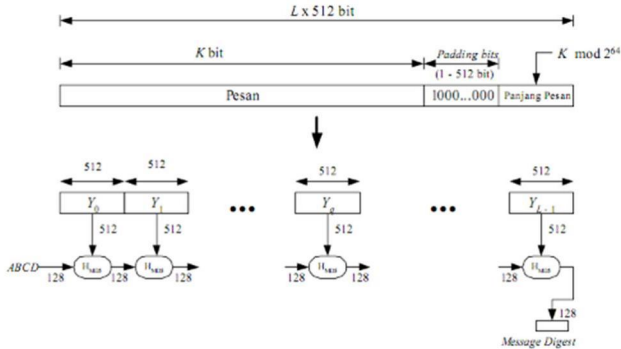 L x 512 bit
K bit
Padding bits
(1 - 512 bit)
K mod 2^64
Pesan
1000...000
Panjang Pesan
512 512 512 512
Y0 Y1 ... Yq ... YL - 1
512 512 512 512
ABCD HMD5 HMD5 HMD5 HMD5
128 128 128 128 128 128
128
Message Digest